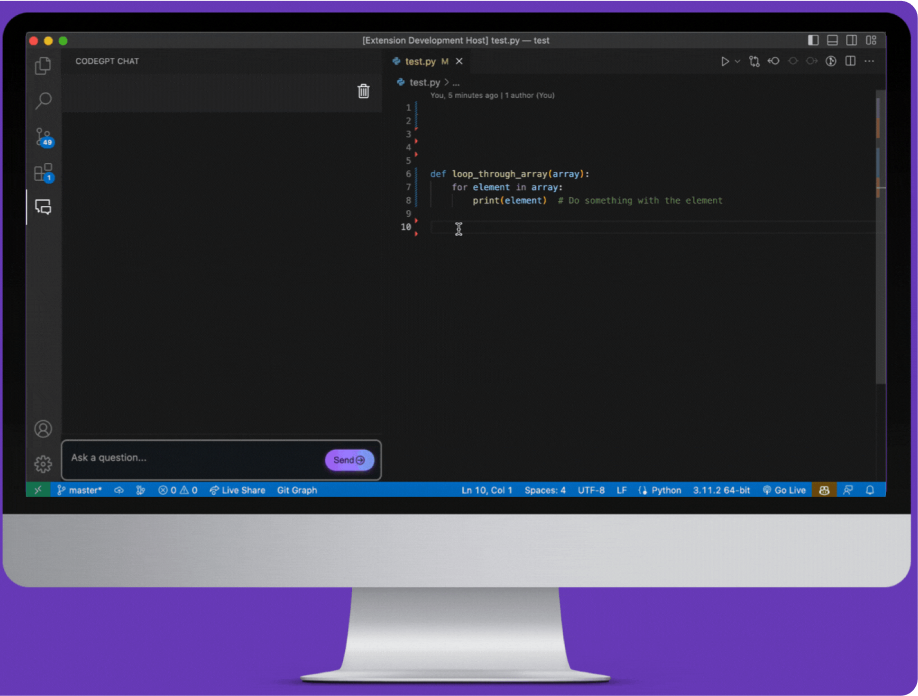 [Extension Development Host] test.py — test
CODEGPT CHAT
test.py M
test.py > ...
You, 5 minutes ago | 1 author (You)
1
2
3
4
5
6 def loop_through_array(array):
7 for element in array:
8 print(element) # Do something with the element
9
10
49
1
Ask a question...
Send
master* 0 0 Live Share Git Graph Ln 10, Col 1 Spaces: 4 UTF-8 LF Python 3.11.2 64-bit Go Live